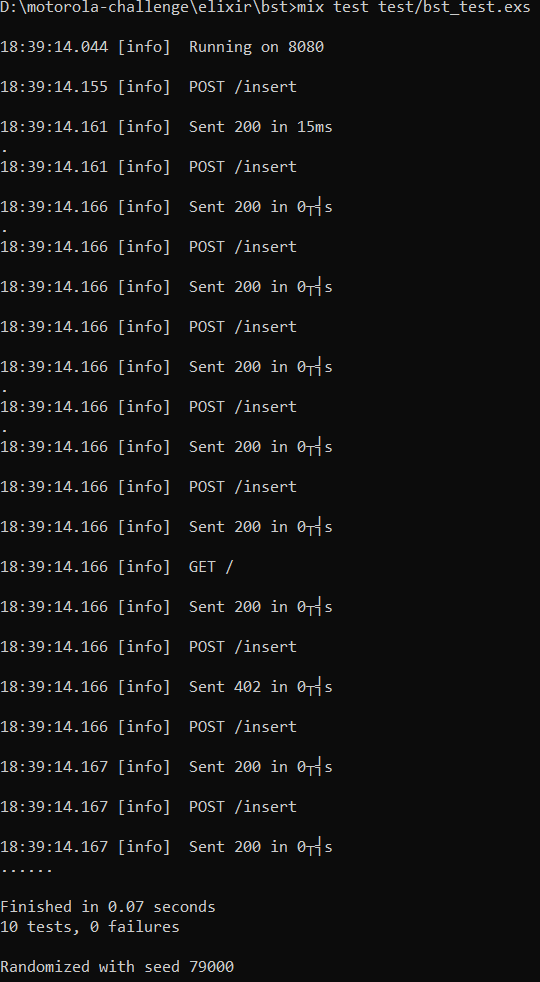 D:\motorola-challenge\elixir\bst>mix test test/bst_test.exs
18:39:14.044 [info]  Running on 8080
18:39:14.155 [info]  POST /insert
18:39:14.161 [info]  Sent 200 in 15ms
.
18:39:14.161 [info]  POST /insert
18:39:14.166 [info]  Sent 200 in 0┬╡s
.
18:39:14.166 [info]  POST /insert
18:39:14.166 [info]  Sent 200 in 0┬╡s
18:39:14.166 [info]  POST /insert
18:39:14.166 [info]  Sent 200 in 0┬╡s
.
18:39:14.166 [info]  POST /insert
.
18:39:14.166 [info]  Sent 200 in 0┬╡s
18:39:14.166 [info]  POST /insert
18:39:14.166 [info]  Sent 200 in 0┬╡s
18:39:14.166 [info]  GET /
18:39:14.166 [info]  Sent 200 in 0┬╡s
18:39:14.166 [info]  POST /insert
18:39:14.166 [info]  Sent 402 in 0┬╡s
18:39:14.166 [info]  POST /insert
18:39:14.167 [info]  Sent 200 in 0┬╡s
18:39:14.167 [info]  POST /insert
18:39:14.167 [info]  Sent 200 in 0┬╡s
......
Finished in 0.07 seconds
10 tests, 0 failures
Randomized with seed 79000